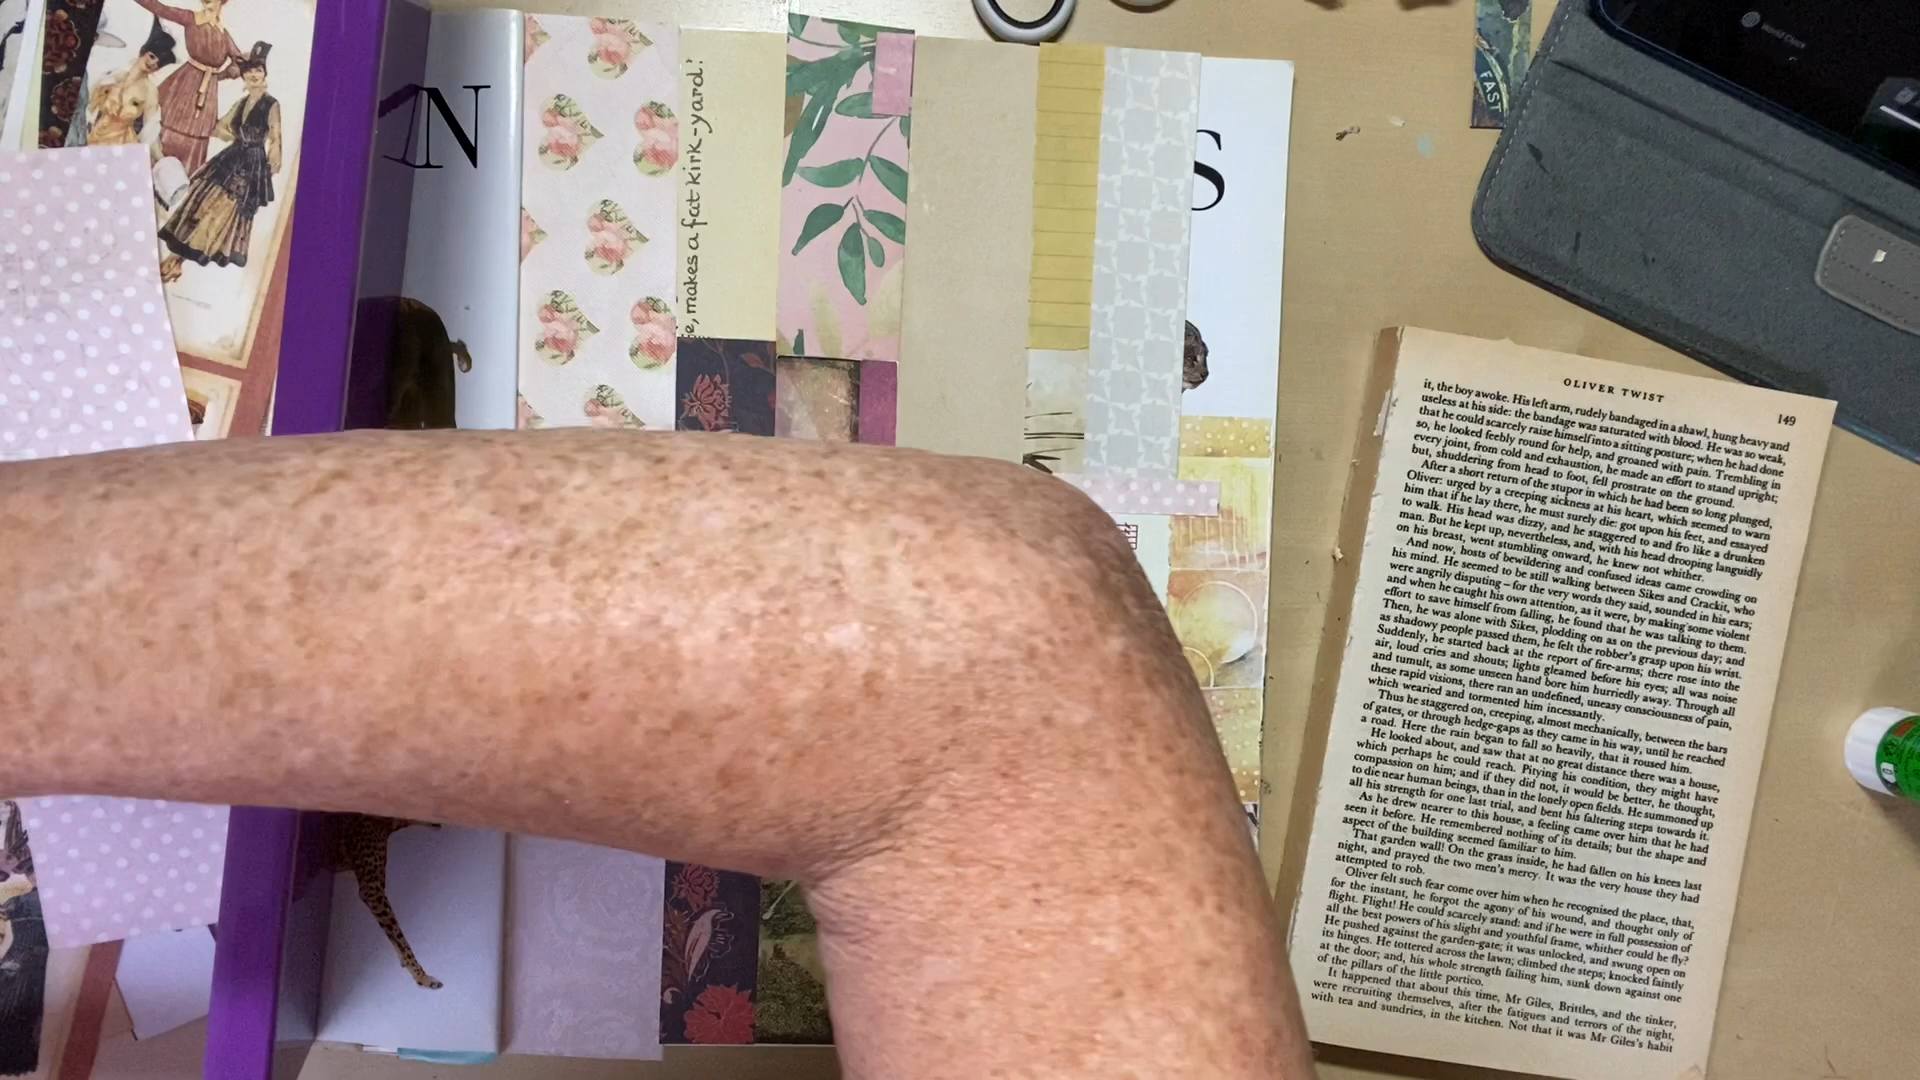 N
e, makes a fat kirk-yard!
S
FAST
World Clock
OLIVER TWIST
149
it, the boy awoke. His left arm, rudely bandaged in a shawl, hung heavy and
useless at his side: the bandage was saturated with blood. He was so weak,
that he could scarcely raise himself into a sitting posture; when he had done
so, he looked feebly round for help, and groaned with pain. Trembling in
every joint, from cold and exhaustion, he made an effort to stand upright;
but, shuddering from head to foot, fell prostrate on the ground.
After a short return of the stupor in which he had been so long plunged,
Oliver: urged by a creeping sickness at his heart, which seemed to warn
him that if he lay there, he must surely die: got upon his feet, and essayed
to walk. His head was dizzy, and he staggered to and fro like a drunken
man. But he kept up, nevertheless, and, with his head drooping languidly
on his breast, went stumbling onward, he knew not whither.
And now, hosts of bewildering and confused ideas came crowding on
his mind. He seemed to be still walking between Sikes and Crackit, who
were angrily disputing – for the very words they said, sounded in his ears;
and when he caught his own attention, as it were, by making some violent
effort to save himself from falling, he found that he was talking to them.
Then, he was alone with Sikes, plodding on as on the previous day; and
as shadowy people passed them, he felt the robber's grasp upon his wrist.
Suddenly, he started back at the report of fire-arms; there rose into the
air, loud cries and shouts; lights gleamed before his eyes; all was noise
and tumult, as some unseen hand bore him hurriedly away. Through all
these rapid visions, there ran an undefined, uneasy consciousness of pain,
which wearied and tormented him incessantly.
Thus he staggered on, creeping, almost mechanically, between the bars
of gates, or through hedge-gaps as they came in his way, until he reached
a road. Here the rain began to fall so heavily, that it roused him.
He looked about, and saw that at no great distance there was a house,
which perhaps he could reach. Pitying his condition, they might have
compassion on him; and if they did not, it would be better, he thought,
to die near human beings, than in the lonely open fields. He summoned up
all his strength for one last trial, and bent his faltering steps towards it.
As he drew nearer to this house, a feeling came over him that he had
seen it before. He remembered nothing of its details; but the shape and
aspect of the building seemed familiar to him.
That garden wall! On the grass inside, he had fallen on his knees last
night, and prayed the two men's mercy. It was the very house they had
attempted to rob.
Oliver felt such fear come over him when he recognised the place, that,
for the instant, he forgot the agony of his wound, and thought only of
flight. Flight! He could scarcely stand: and if he were in full possession of
all the best powers of his slight and youthful frame, whither could he fly?
He pushed against the garden-gate; it was unlocked, and swung open on
its hinges. He tottered across the lawn; climbed the steps; knocked faintly
at the door; and, his whole strength failing him, sunk down against one
of the pillars of the little portico.
It happened that about this time, Mr Giles, Brittles, and the tinker,
were recruiting themselves, after the fatigues and terrors of the night,
with tea and sundries, in the kitchen. Not that it was Mr Giles's habit